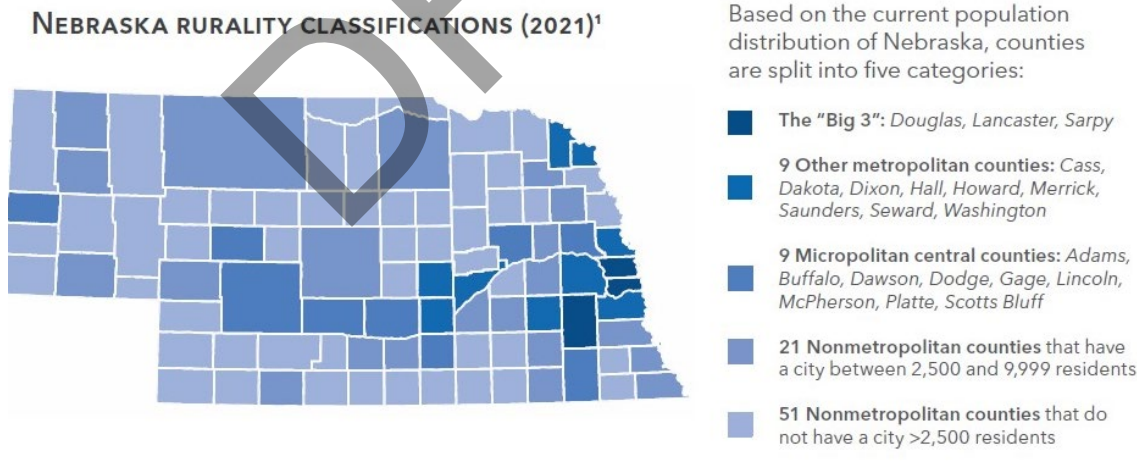 NEBRASKA RURALITY CLASSIFICATIONS (2021)¹
Based on the current population
distribution of Nebraska, counties
are split into five categories:
The "Big 3": Douglas, Lancaster, Sarpy
9 Other metropolitan counties: Cass,
Dakota, Dixon, Hall, Howard, Merrick,
Saunders, Seward, Washington
9 Micropolitan central counties: Adams,
Buffalo, Dawson, Dodge, Gage, Lincoln,
McPherson, Platte, Scotts Bluff
21 Nonmetropolitan counties that have
a city between 2,500 and 9,999 residents
51 Nonmetropolitan counties that do
not have a city >2,500 residents